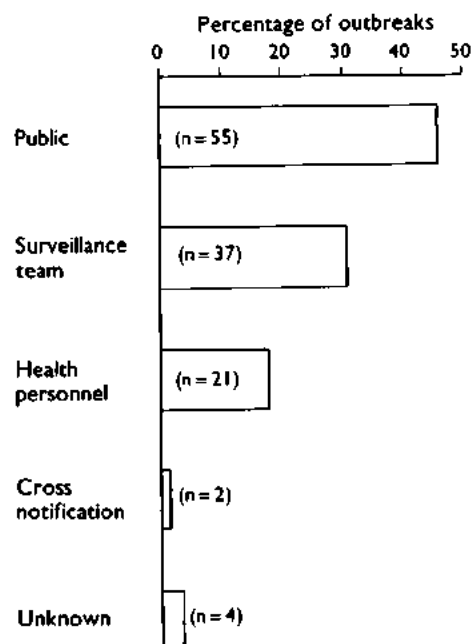 Percentage of outbreaks
0 10 20 30 40 50
Public (n = 55)
Surveillance
team (n = 37)
Health
personnel (n = 21)
Cross
notification (n = 2)
Unknown (n = 4)